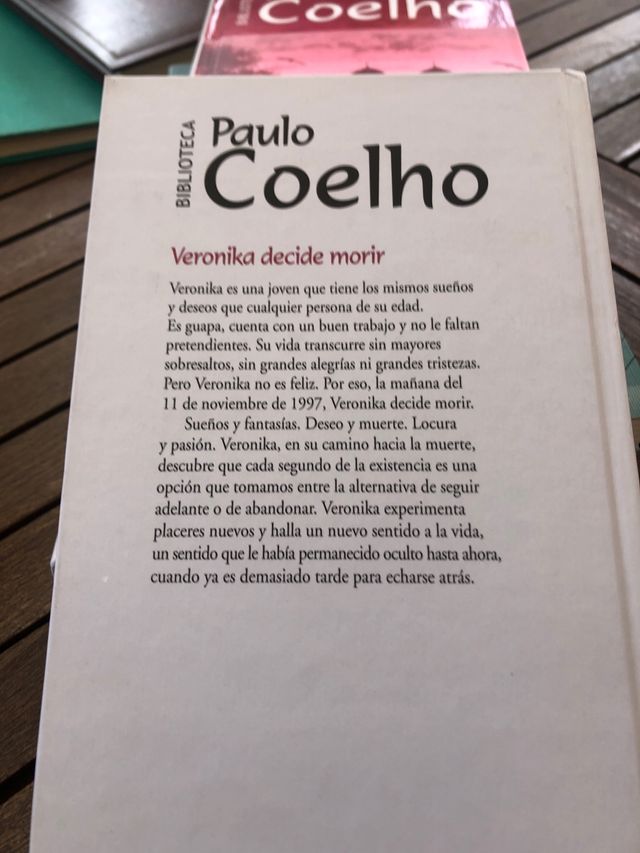 Coelho
BIBLIOTECA
Paulo
Coelho
Veronika decide morir
Veronika es una joven que tiene los mismos sueños
y deseos que cualquier persona de su edad.
Es guapa, cuenta con un buen trabajo y no le faltan
pretendientes. Su vida transcurre sin mayores
sobresaltos, sin grandes alegrías ni grandes tristezas.
Pero Veronika no es feliz. Por eso, la mañana del
11 de noviembre de 1997, Veronika decide morir.
Sueños y fantasías. Deseo y muerte. Locura
y pasión. Veronika, en su camino hacia la muerte,
descubre que cada segundo de la existencia es una
opción que tomamos entre la alternativa de seguir
adelante o de abandonar. Veronika experimenta
placeres nuevos y halla un nuevo sentido a la vida,
un sentido que le había permanecido oculto hasta ahora,
cuando ya es demasiado tarde para echarse atrás.